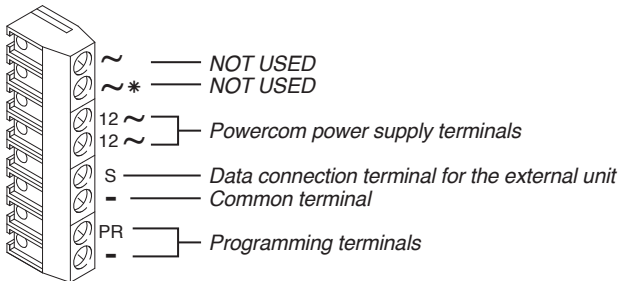 ~ NOT USED
~* NOT USED
12 ~
12 ~
Powercom power supply terminals
S Data connection terminal for the external unit
- Common terminal
PR
-
Programming terminals